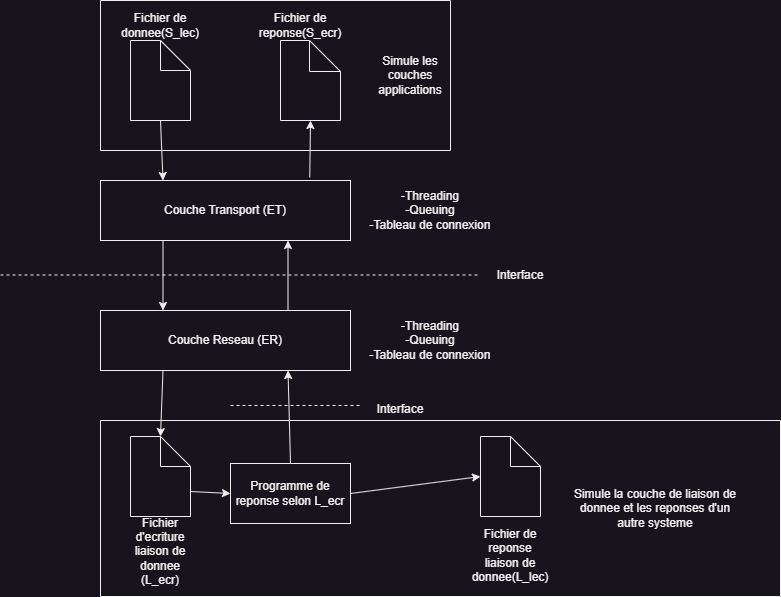 Fichier de
donnee(S_lec)
Fichier de
reponse(S_ecr)
Simule les
couches
applications
Couche Transport (ET)
-Threading
-Queuing
-Tableau de connexion
Interface
Couche Reseau (ER)
-Threading
-Queuing
-Tableau de connexion
Interface
Programme de
reponse selon L_ecr
Fichier
d'ecriture
liaison de
donnee
(L_ecr)
Fichier de
reponse
liaison de
donnee(L_lec)
Simule la couche de liaison de
donnee et les reponses d'un
autre systeme